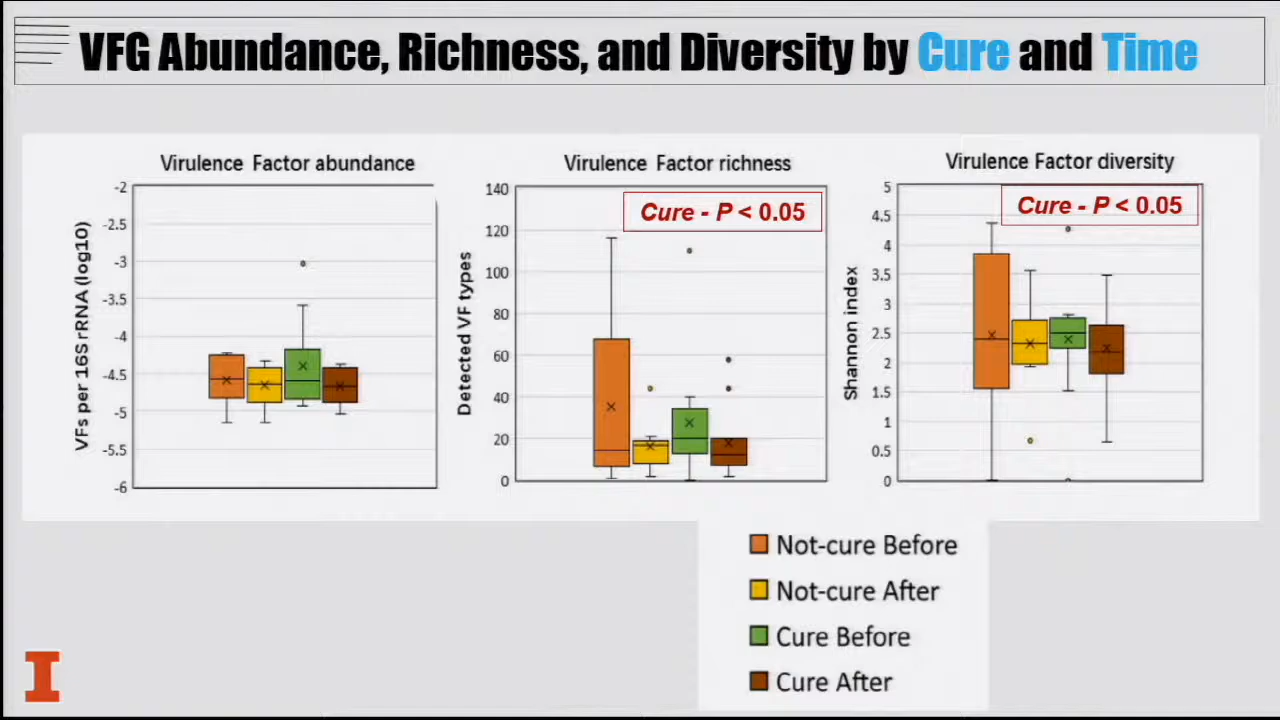 VFG Abundance, Richness, and Diversity by Cure and Time
Virulence Factor abundance
VFs per 16S rRNA (log10)
-2
-2.5
-3
-3.5
-4
-4.5
-5
-5.5
-6
Virulence Factor richness
Cure - P < 0.05
Detected VF types
140
120
100
80
60
40
20
0
Virulence Factor diversity
Cure - P < 0.05
Shannon index
5
4.5
4
3.5
3
2.5
2
1.5
1
0.5
0
Not-cure Before
Not-cure After
Cure Before
Cure After
I